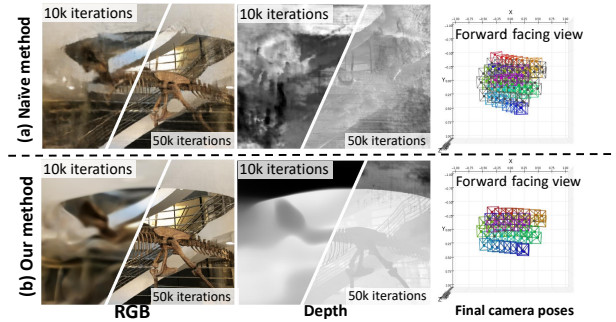 10k iterations
50k iterations
10k iterations
50k iterations
Forward facing view
X
Y
(a) Naïve method
10k iterations
50k iterations
10k iterations
50k iterations
Forward facing view
X
Y
Z
(b) Our method
RGB
Depth
Final camera poses